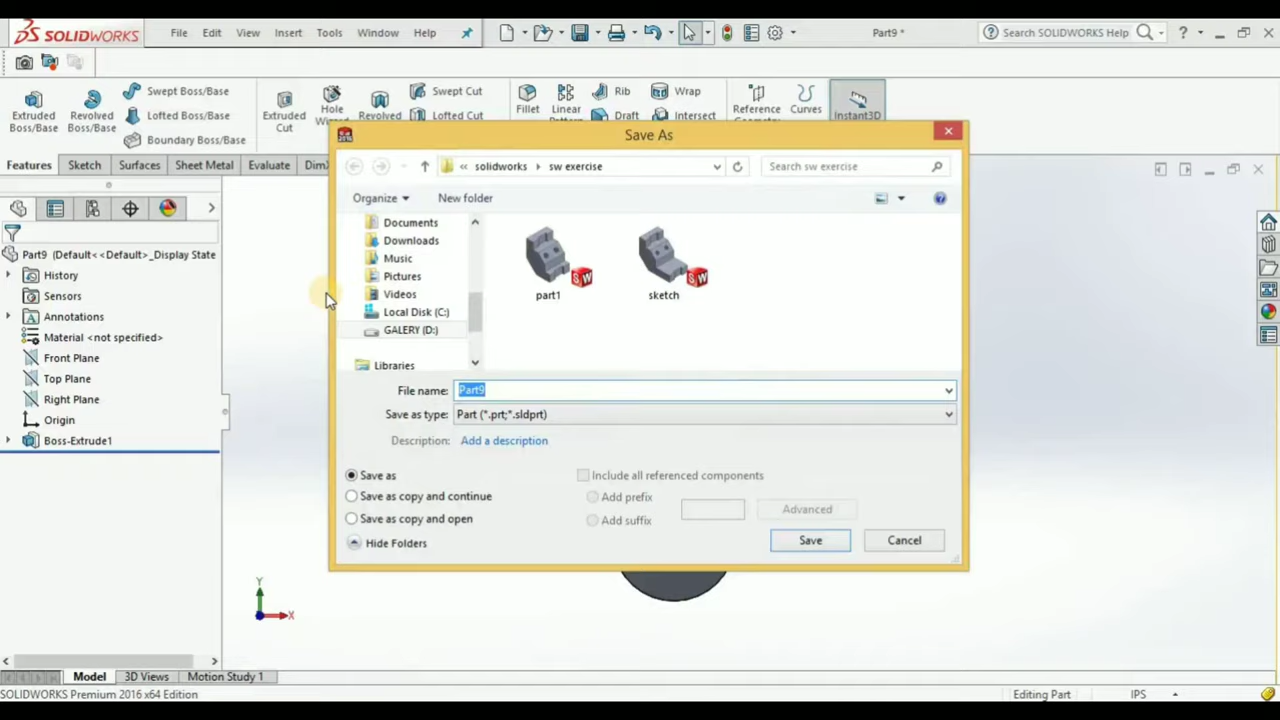 SOLIDWORKS File Edit View Insert Tools Window Help Part9 * Search SOLIDWORKS Help ?
Extruded Boss/Base
Revolved Boss/Base
Swept Boss/Base
Lofted Boss/Base
Boundary Boss/Base
Extruded Cut
Hole
Revolved
Swept Cut
Lofted Cut
Fillet
Linear
Rib
Draft
Wrap
Intersect
Reference
Curves
Instant3D
Features Sketch Surfaces Sheet Metal Evaluate
Part9 (Default<<Default>_Display State
History
Sensors
Annotations
Material <not specified>
Front Plane
Top Plane
Right Plane
Origin
Boss-Extrude1
Save As
« solidworks › sw exercise Search sw exercise
Organize New folder
Documents
Downloads
Music
Pictures
Videos
Local Disk (C:)
GALERY (D:)
Libraries
part1 sketch
File name: Part9
Save as type: Part (*.prt;*.sldprt)
Description: Add a description
Save as
Save as copy and continue
Save as copy and open
Include all referenced components
Add prefix
Add suffix
Advanced
Hide Folders
Save Cancel
Y
X
Model 3D Views Motion Study 1
SOLIDWORKS Premium 2016 x64 Edition Editing Part IPS